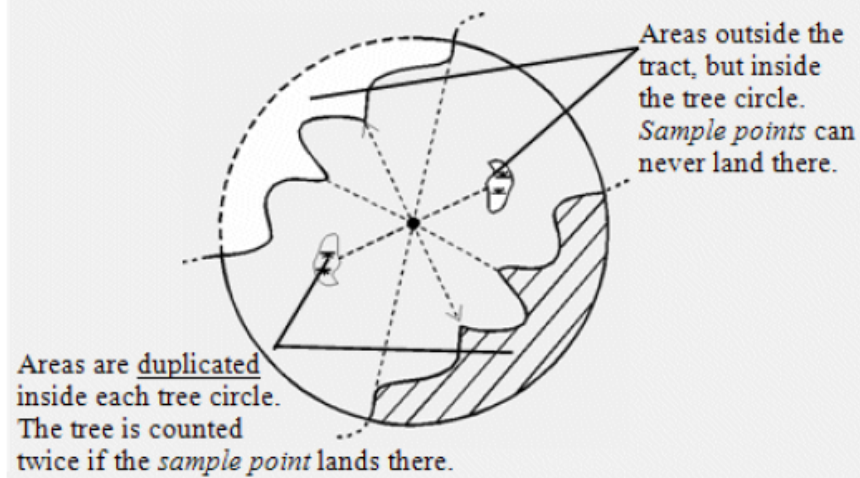 Areas outside the
tract, but inside
the tree circle.
Sample points can
never land there.
Areas are duplicated
inside each tree circle.
The tree is counted
twice if the sample point lands there.